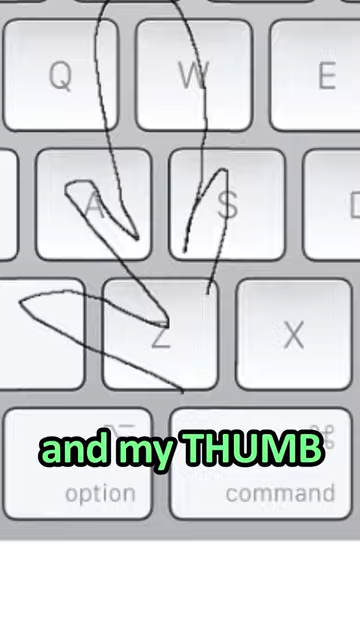 Q W E
A S D
Z X
and my THUMB
⌥ ⌘
option command